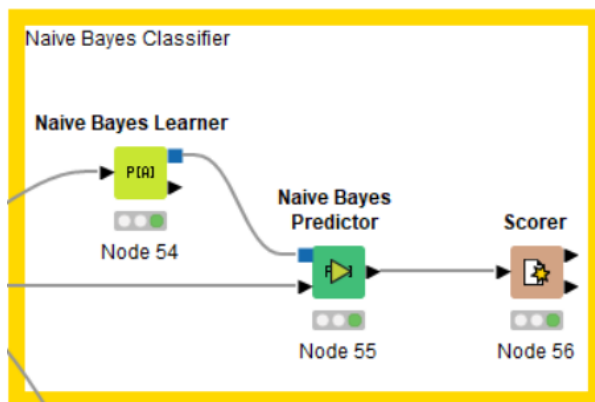 Naive Bayes Classifier
Naive Bayes Learner
P[A]
Node 54
Naive Bayes
Predictor
Node 55
Scorer
Node 56